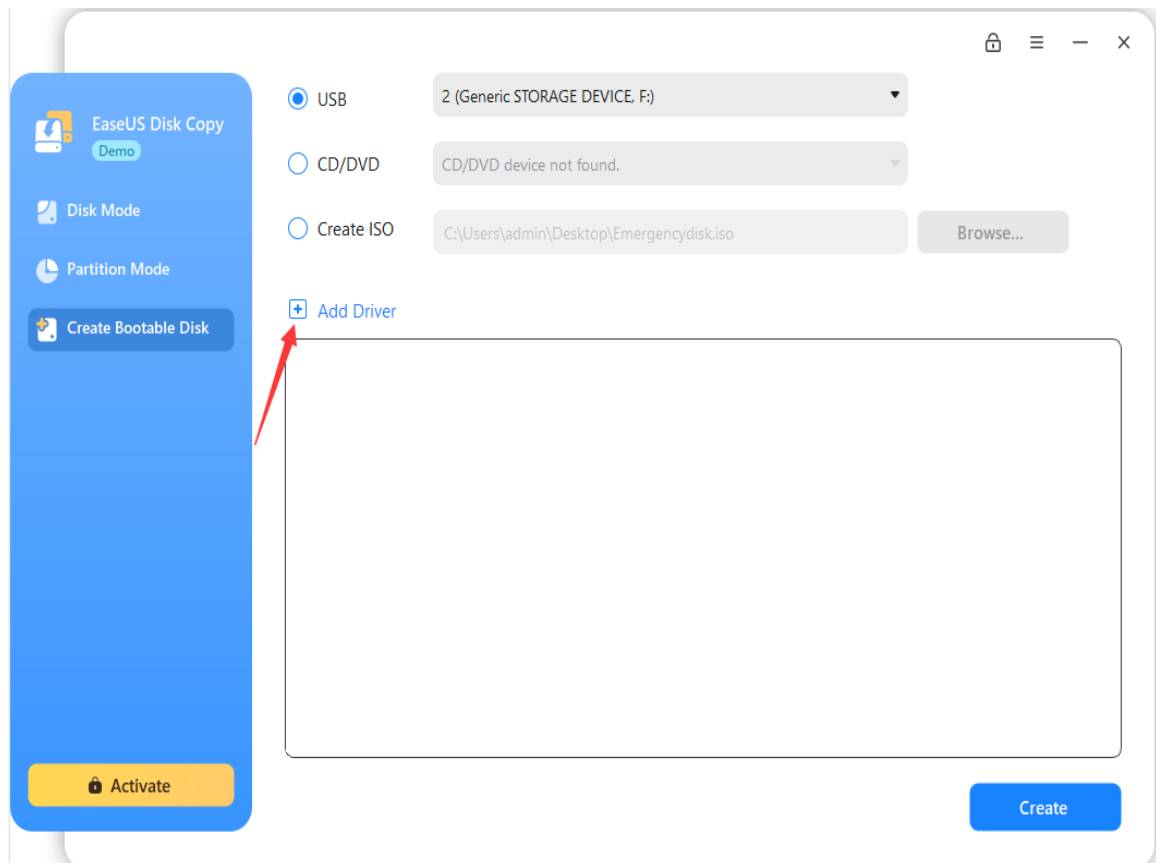 EaseUS Disk Copy
Demo
Disk Mode
Partition Mode
Create Bootable Disk
Activate
USB
2 (Generic STORAGE DEVICE, F:)
CD/DVD
CD/DVD device not found.
Create ISO
C:\Users\admin\Desktop\Emergencydisk.iso
Browse...
Add Driver
Create